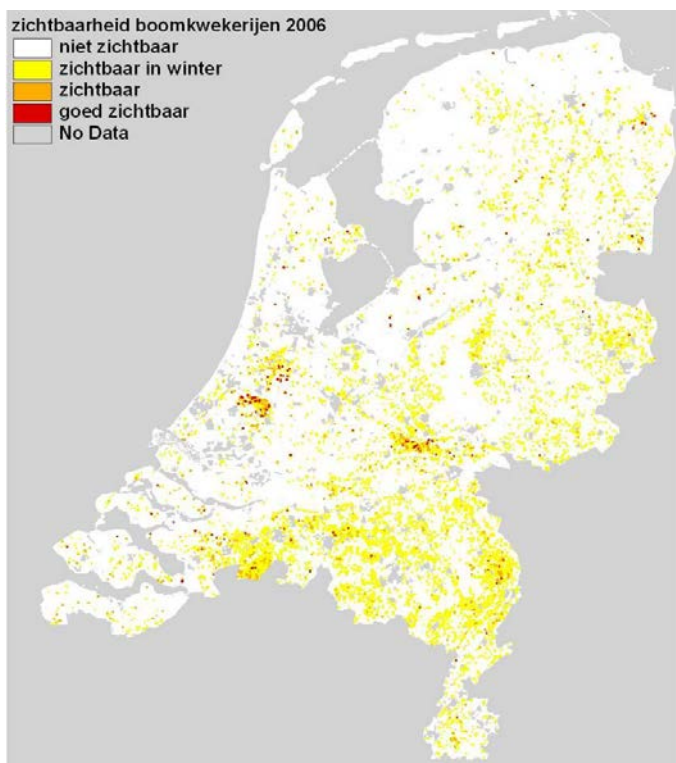 zichtbaarheid boomkwekerijen 2006
niet zichtbaar
zichtbaar in winter
zichtbaar
goed zichtbaar
No Data